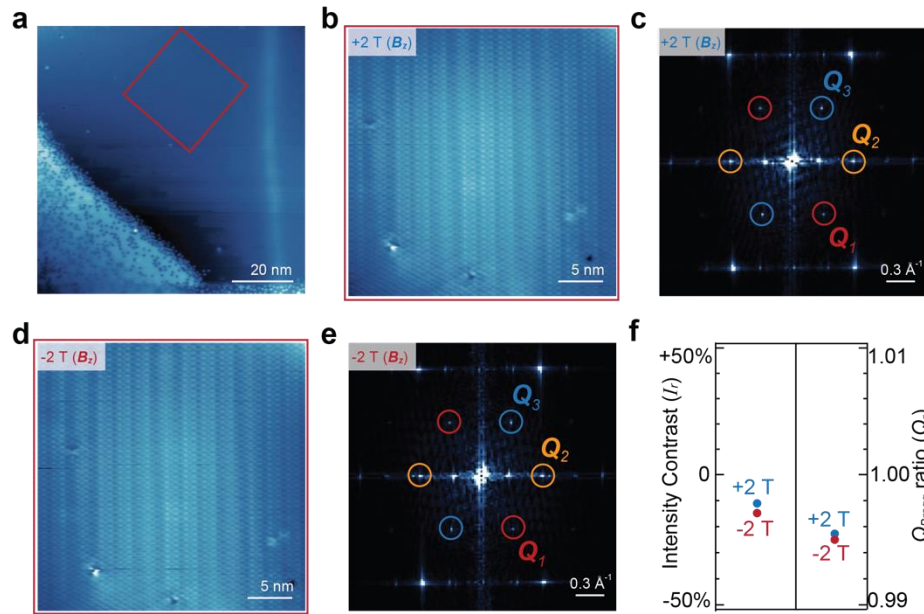 a
20 nm
b
+2 T (Bz)
5 nm
c
+2 T (Bz)
Q3
Q2
Q1
0.3 Å⁻¹
d
-2 T (Bz)
5 nm
e
-2 T (Bz)
Q3
Q2
Q1
0.3 Å⁻¹
f
+50%
0
-50%
Intensity Contrast (Ir)
+2 T
-2 T
+2 T
-2 T
1.01
1.00
0.99
ratio